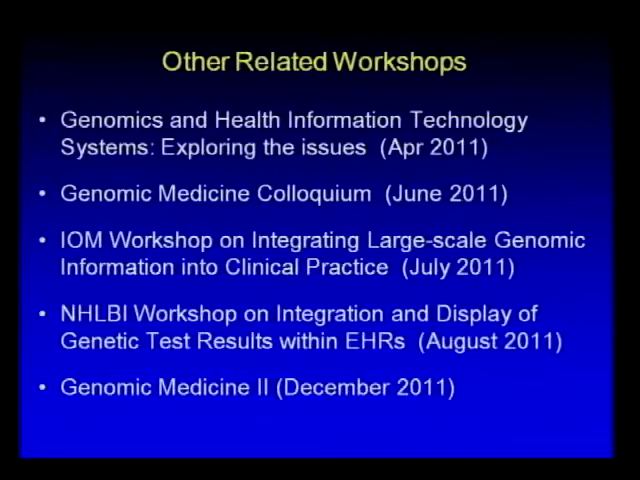 Other Related Workshops
• Genomics and Health Information Technology
Systems: Exploring the issues (Apr 2011)
• Genomic Medicine Colloquium (June 2011)
• IOM Workshop on Integrating Large-scale Genomic
Information into Clinical Practice (July 2011)
• NHLBI Workshop on Integration and Display of
Genetic Test Results within EHRs (August 2011)
• Genomic Medicine II (December 2011)